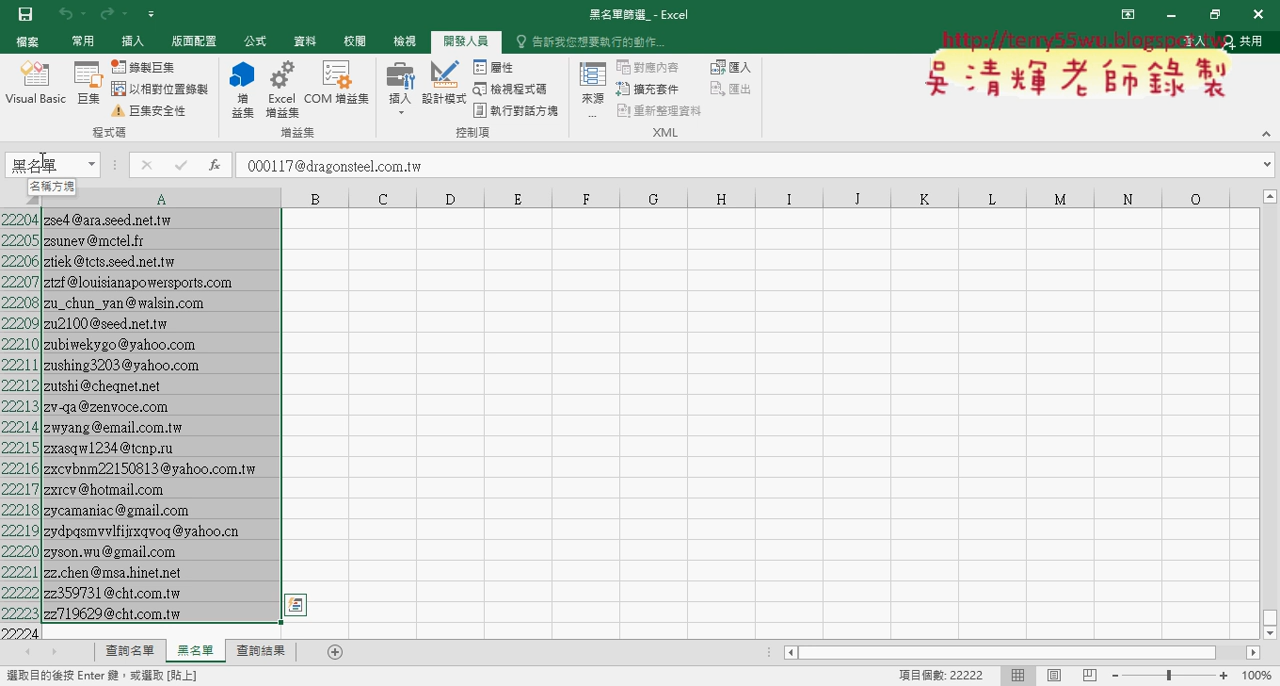 黑名單篩選_ - Excel
檔案 常用 插入 版面配置 公式 資料 校閱 檢視 開發人員 告訴我您想要執行的動作... 登入 共用
http://terry55wu.blogspot.tw
吳清輝老師錄製
Visual Basic 巨集 錄製巨集 以相對位置錄製 巨集安全性
程式碼
增益集 Excel 增益集 COM 增益集
增益集
插入 設計模式 屬性 檢視程式碼 執行對話方塊
控制項
來源... 對應內容 擴充套件 重新整理資料 匯入 匯出
XML
黑名單 fx 000117@dragonsteel.com.tw
名稱方塊
A B C D E F G H I J K L M N O
22204 zse4@ara.seed.net.tw
22205 zsunev@mctel.fr
22206 ztiek@tcts.seed.net.tw
22207 ztzf@louisianapowersports.com
22208 zu_chun_yan@walsin.com
22209 zu2100@seed.net.tw
22210 zubiwekygo@yahoo.com
22211 zushing3203@yahoo.com
22212 zutshi@cheqnet.net
22213 zv-qa@zenvoce.com
22214 zwyang@email.com.tw
22215 zxasqw1234@tcnp.ru
22216 zxcvbnm22150813@yahoo.com.tw
22217 zxrcv@hotmail.com
22218 zycamaniac@gmail.com
22219 zydpqsmvvlfijrxqvoq@yahoo.cn
22220 zyson.wu@gmail.com
22221 zz.chen@msa.hinet.net
22222 zz359731@cht.com.tw
22223 zz719629@cht.com.tw
22224
查詢名單 黑名單 查詢結果
選取目的後按 Enter 鍵，或選取 [貼上] 項目個數: 22222 100%